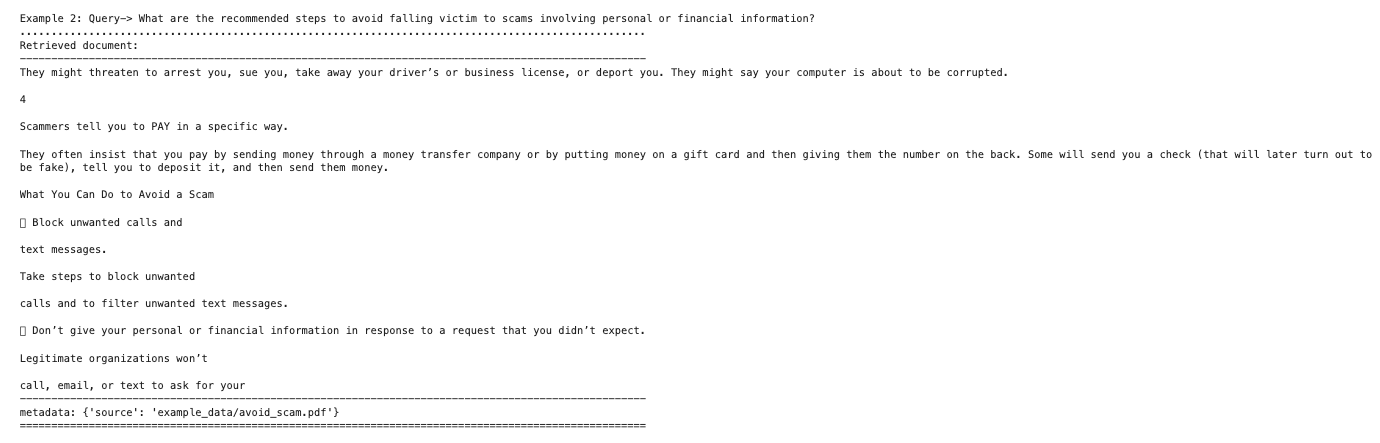 Example 2: Query—> What are the recommended steps to avoid falling victim to scams involving personal or financial information?
....................................................................................................
Retrieved document:
----------------------------------------------------------------------------------------------------
They might threaten to arrest you, sue you, take away your driver’s or business license, or deport you. They might say your computer is about to be corrupted.
4
Scammers tell you to PAY in a specific way.
They often insist that you pay by sending money through a money transfer company or by putting money on a gift card and then giving them the number on the back. Some will send you a check (that will later turn out to
be fake), tell you to deposit it, and then send them money.
What You Can Do to Avoid a Scam
▯ Block unwanted calls and
text messages.
Take steps to block unwanted
calls and to filter unwanted text messages.
▯ Don’t give your personal or financial information in response to a request that you didn’t expect.
Legitimate organizations won’t
call, email, or text to ask for your
----------------------------------------------------------------------------------------------------
metadata: {'source': 'example_data/avoid_scam.pdf'}
====================================================================================================